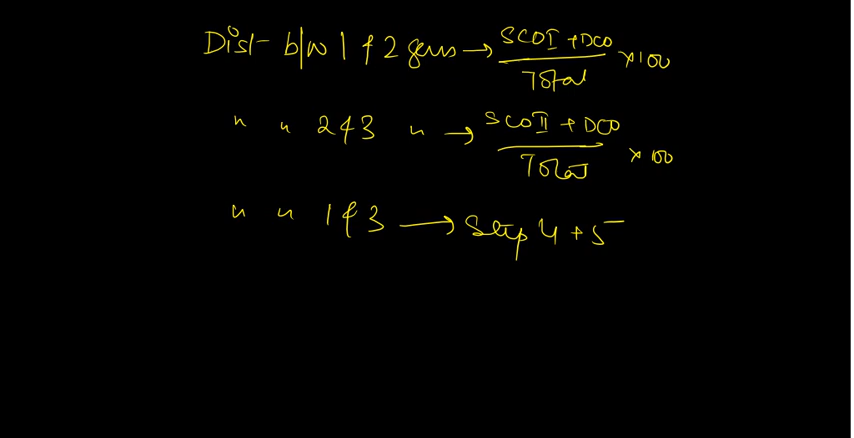 Dist b/w 1 & 2 gens → SCO I + DCO / Total × 100
" " 2 & 3 " → SCO II + DCO / Total × 100
" " 1 & 3 → Step 4 + 5